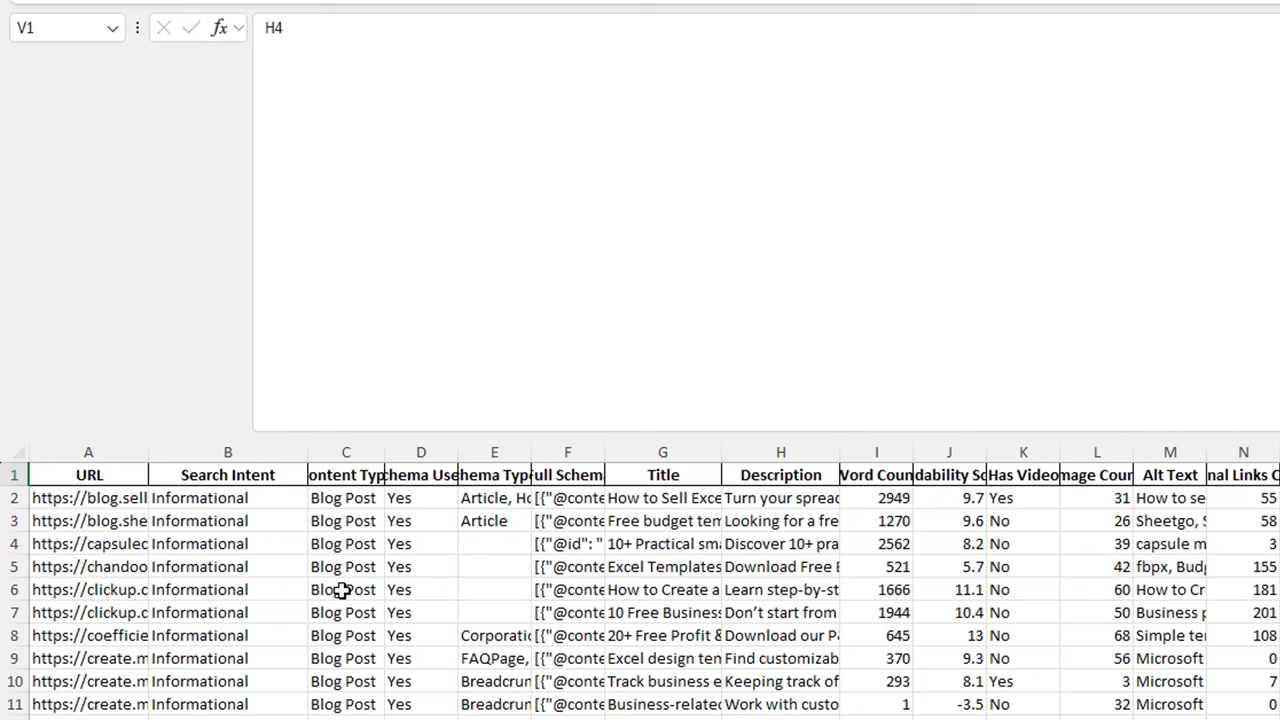 V1 fx H4
A B C D E F G H I J K L M N
1 URL Search Intent ontent Typ chema Use hema Type ull Schem Title Description Word Coun dability Sc Has Video mage Coun Alt Text nal Links C
2 https://blog.sell Informational Blog Post Yes Article, Ho [{"@conte How to Sell Exce Turn your spread 2949 9.7 Yes 31 How to se 55
3 https://blog.she Informational Blog Post Yes Article [{"@conte Free budget tem Looking for a fre 1270 9.6 No 26 Sheetgo, S 58
4 https://capsulec Informational Blog Post Yes [{"@id": " 10+ Practical sma Discover 10+ pra 2562 8.2 No 39 capsule m 3
5 https://chandoo Informational Blog Post Yes [{"@conte Excel Templates Download Free E 521 5.7 No 42 fbpx, Budg 155
6 https://clickup.c Informational Blog Post Yes [{"@conte How to Create a Learn step-by-st 1666 11.1 No 60 How to Cr 181
7 https://clickup.c Informational Blog Post Yes [{"@conte 10 Free Business Don’t start from 1944 10.4 No 50 Business p 201
8 https://coefficie Informational Blog Post Yes Corporatio [{"@conte 20+ Free Profit & Download our P& 645 13 No 68 Simple ter 108
9 https://create.m Informational Blog Post Yes FAQPage, [{"@conte Excel design tem Find customizab 370 9.3 No 56 Microsoft 0
10 https://create.m Informational Blog Post Yes Breadcrun [{"@conte Track business e Keeping track of 293 8.1 Yes 3 Microsoft 7
11 https://create.m Informational Blog Post Yes Breadcrun [{"@conte Business-related Work with custo 1 -3.5 No 32 Microsoft 0